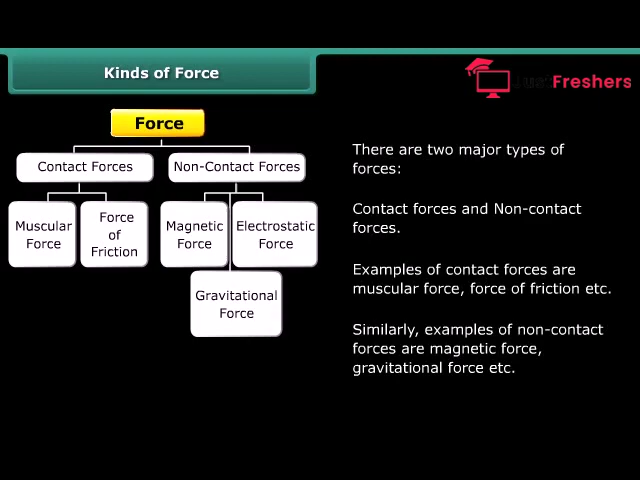 Kinds of Force
Just Freshers
Force
Contact Forces
Non-Contact Forces
Muscular
Force
Force
of
Friction
Magnetic
Force
Electrostatic
Force
Gravitational
Force
There are two major types of
forces:
Contact forces and Non-contact
forces.
Examples of contact forces are
muscular force, force of friction etc.
Similarly, examples of non-contact
forces are magnetic force,
gravitational force etc.